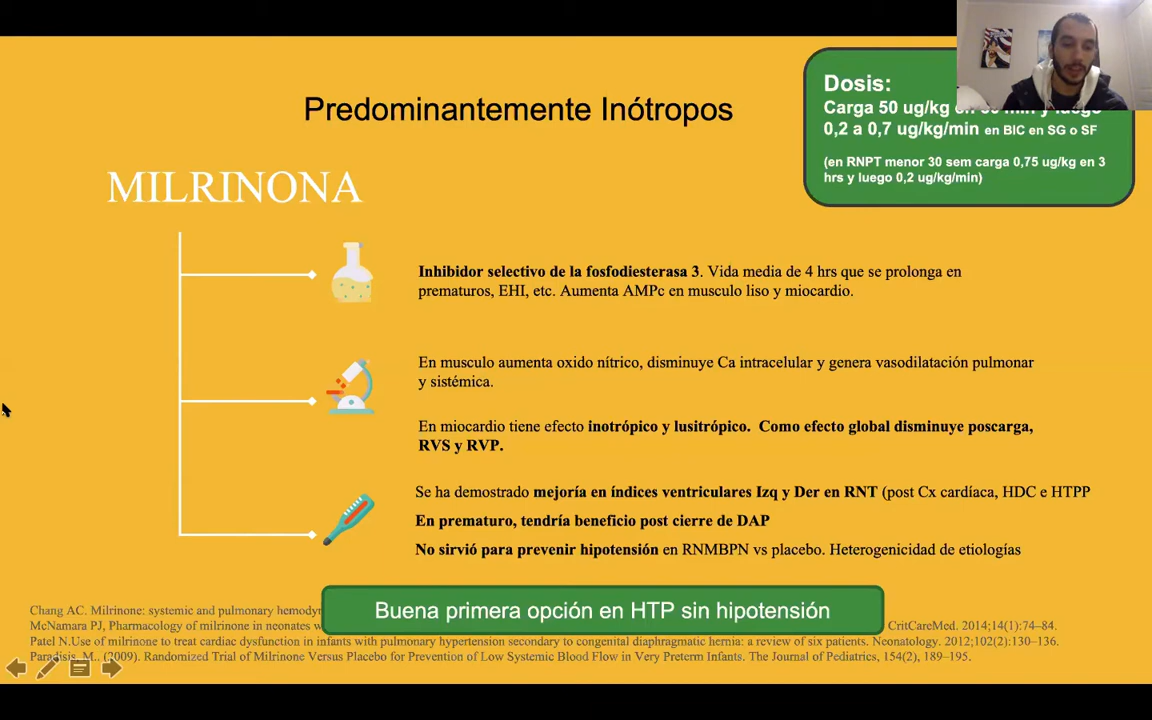 Predominantemente Inótropos
Dosis:
Carga 50 ug/kg
0,2 a 0,7 ug/kg/min en BIC en SG o SF
(en RNPT menor 30 sem carga 0,75 ug/kg en 3
hrs y luego 0,2 ug/kg/min)
MILRINONA
Inhibidor selectivo de la fosfodiesterasa 3. Vida media de 4 hrs que se prolonga en
prematuros, EHI, etc. Aumenta AMPc en musculo liso y miocardio.
En musculo aumenta oxido nítrico, disminuye Ca intracelular y genera vasodilatación pulmonar
y sistémica.
En miocardio tiene efecto inotrópico y lusitrópico. Como efecto global disminuye poscarga,
RVS y RVP.
Se ha demostrado mejoría en índices ventriculares Izq y Der en RNT (post Cx cardíaca, HDC e HTPP
En prematuro, tendría beneficio post cierre de DAP
No sirvió para prevenir hipotensión en RNMBPN vs placebo. Heterogenicidad de etiologías
Buena primera opción en HTP sin hipotensión
Chang AC. Milrinone: systemic and pulmonary
McNamara PJ, Pharmacology of milrinone in neonates CritCareMed. 2014;14(1):74–84.
Patel N.Use of milrinone to treat cardiac dysfunction in infants with pulmonary hypertension secondary to congenital diaphragmatic hernia: a review of six patients. Neonatology. 2012;102(2):130–136.
Paradisis, M., (2009). Randomized Trial of Milrinone Versus Placebo for Prevention of Low Systemic Blood Flow in Very Preterm Infants. The Journal of Pediatrics, 154(2), 189–195.